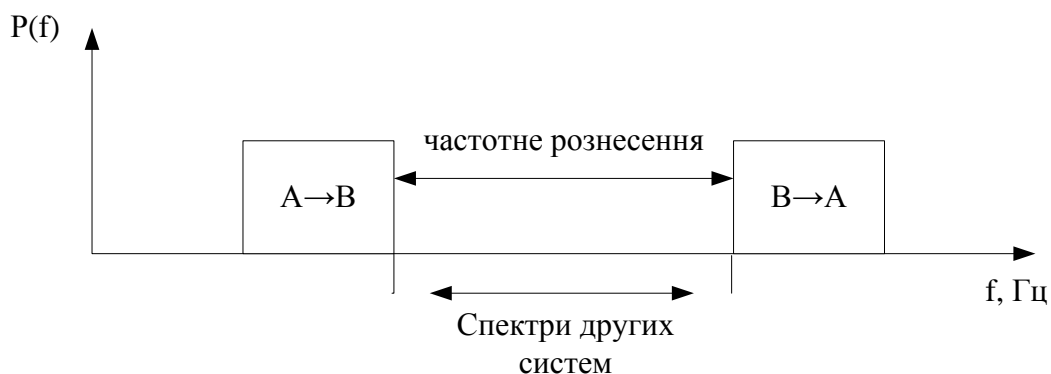 P(f)
частотне рознесення
A→B
B→A
f, Гц
Спектри других
систем